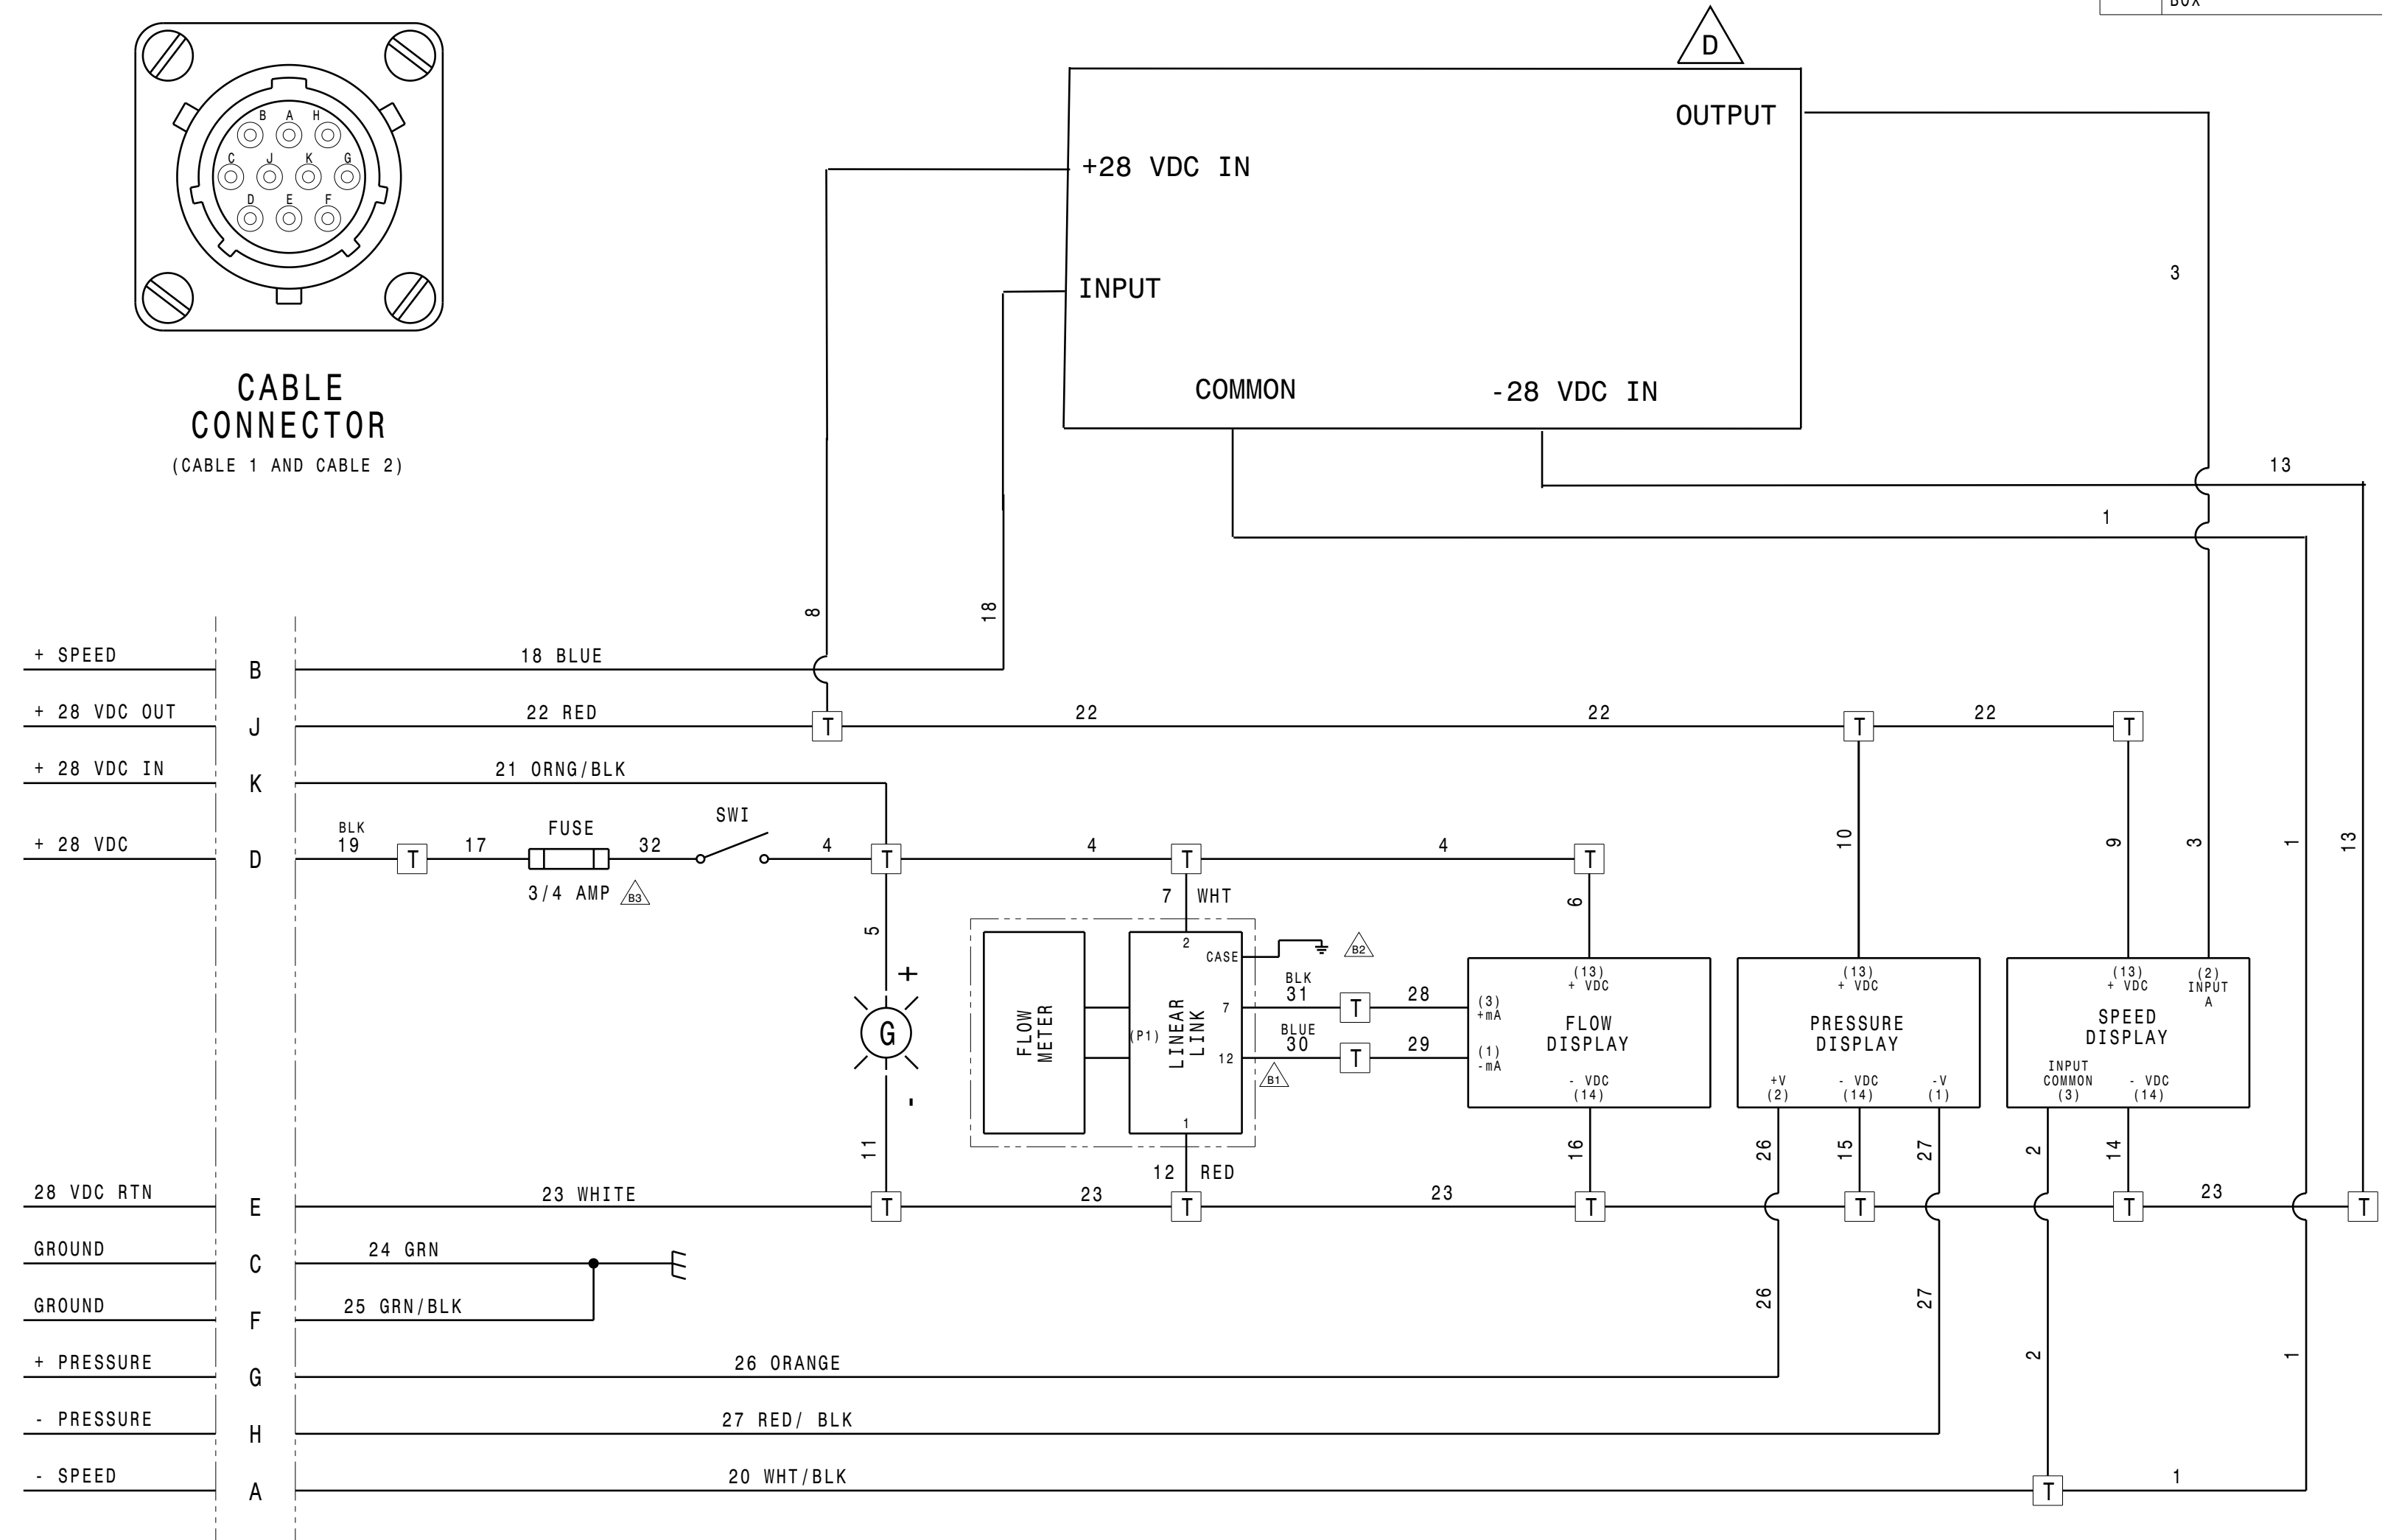 BOX
D
OUTPUT
+28 VDC IN
INPUT
COMMON
-28 VDC IN
B A H
C J K G
D E F
CABLE
CONNECTOR
(CABLE 1 AND CABLE 2)
3
13
1
8
18
+ SPEED B 18 BLUE
+ 28 VDC OUT J 22 RED T 22 22 T 22 T
+ 28 VDC IN K 21 ORNG/BLK
+ 28 VDC D BLK 19 T 17 FUSE 32 SWI 4 T 4 T 4 T
3/4 AMP B3
10
9
3
1
13
7 WHT
6
5
+
G
-
11
FLOW
METER
(P1)
LINEAR
LINK
2
CASE
7
12
1
B2
BLK
31 T 28
BLUE
30 T 29
B1
(13)
+ VDC
(3)
+mA
FLOW
DISPLAY
(1)
-mA
- VDC
(14)
(13)
+ VDC
PRESSURE
DISPLAY
+V
(2)
- VDC
(14)
-V
(1)
(13)
+ VDC
(2)
INPUT
A
SPEED
DISPLAY
INPUT
COMMON
(3)
- VDC
(14)
12 RED
16
26
15
27
2
14
28 VDC RTN E 23 WHITE T 23 T 23 T T T 23 T
GROUND C 24 GRN
GROUND F 25 GRN/BLK
26
27
2
1
+ PRESSURE G 26 ORANGE
- PRESSURE H 27 RED/ BLK
- SPEED A 20 WHT/BLK T 1